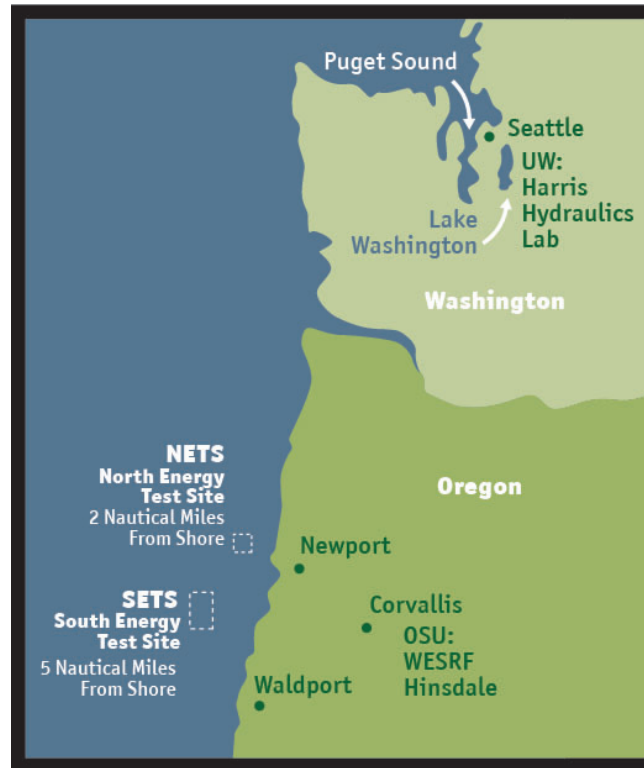 Puget Sound
Seattle
UW:
Harris
Hydraulics
Lab
Lake
Washington
Washington
NETS
North Energy
Test Site
2 Nautical Miles
From Shore
Oregon
Newport
SETS
South Energy
Test Site
5 Nautical Miles
From Shore
Corvallis
OSU:
WESRF
Hinsdale
Waldport